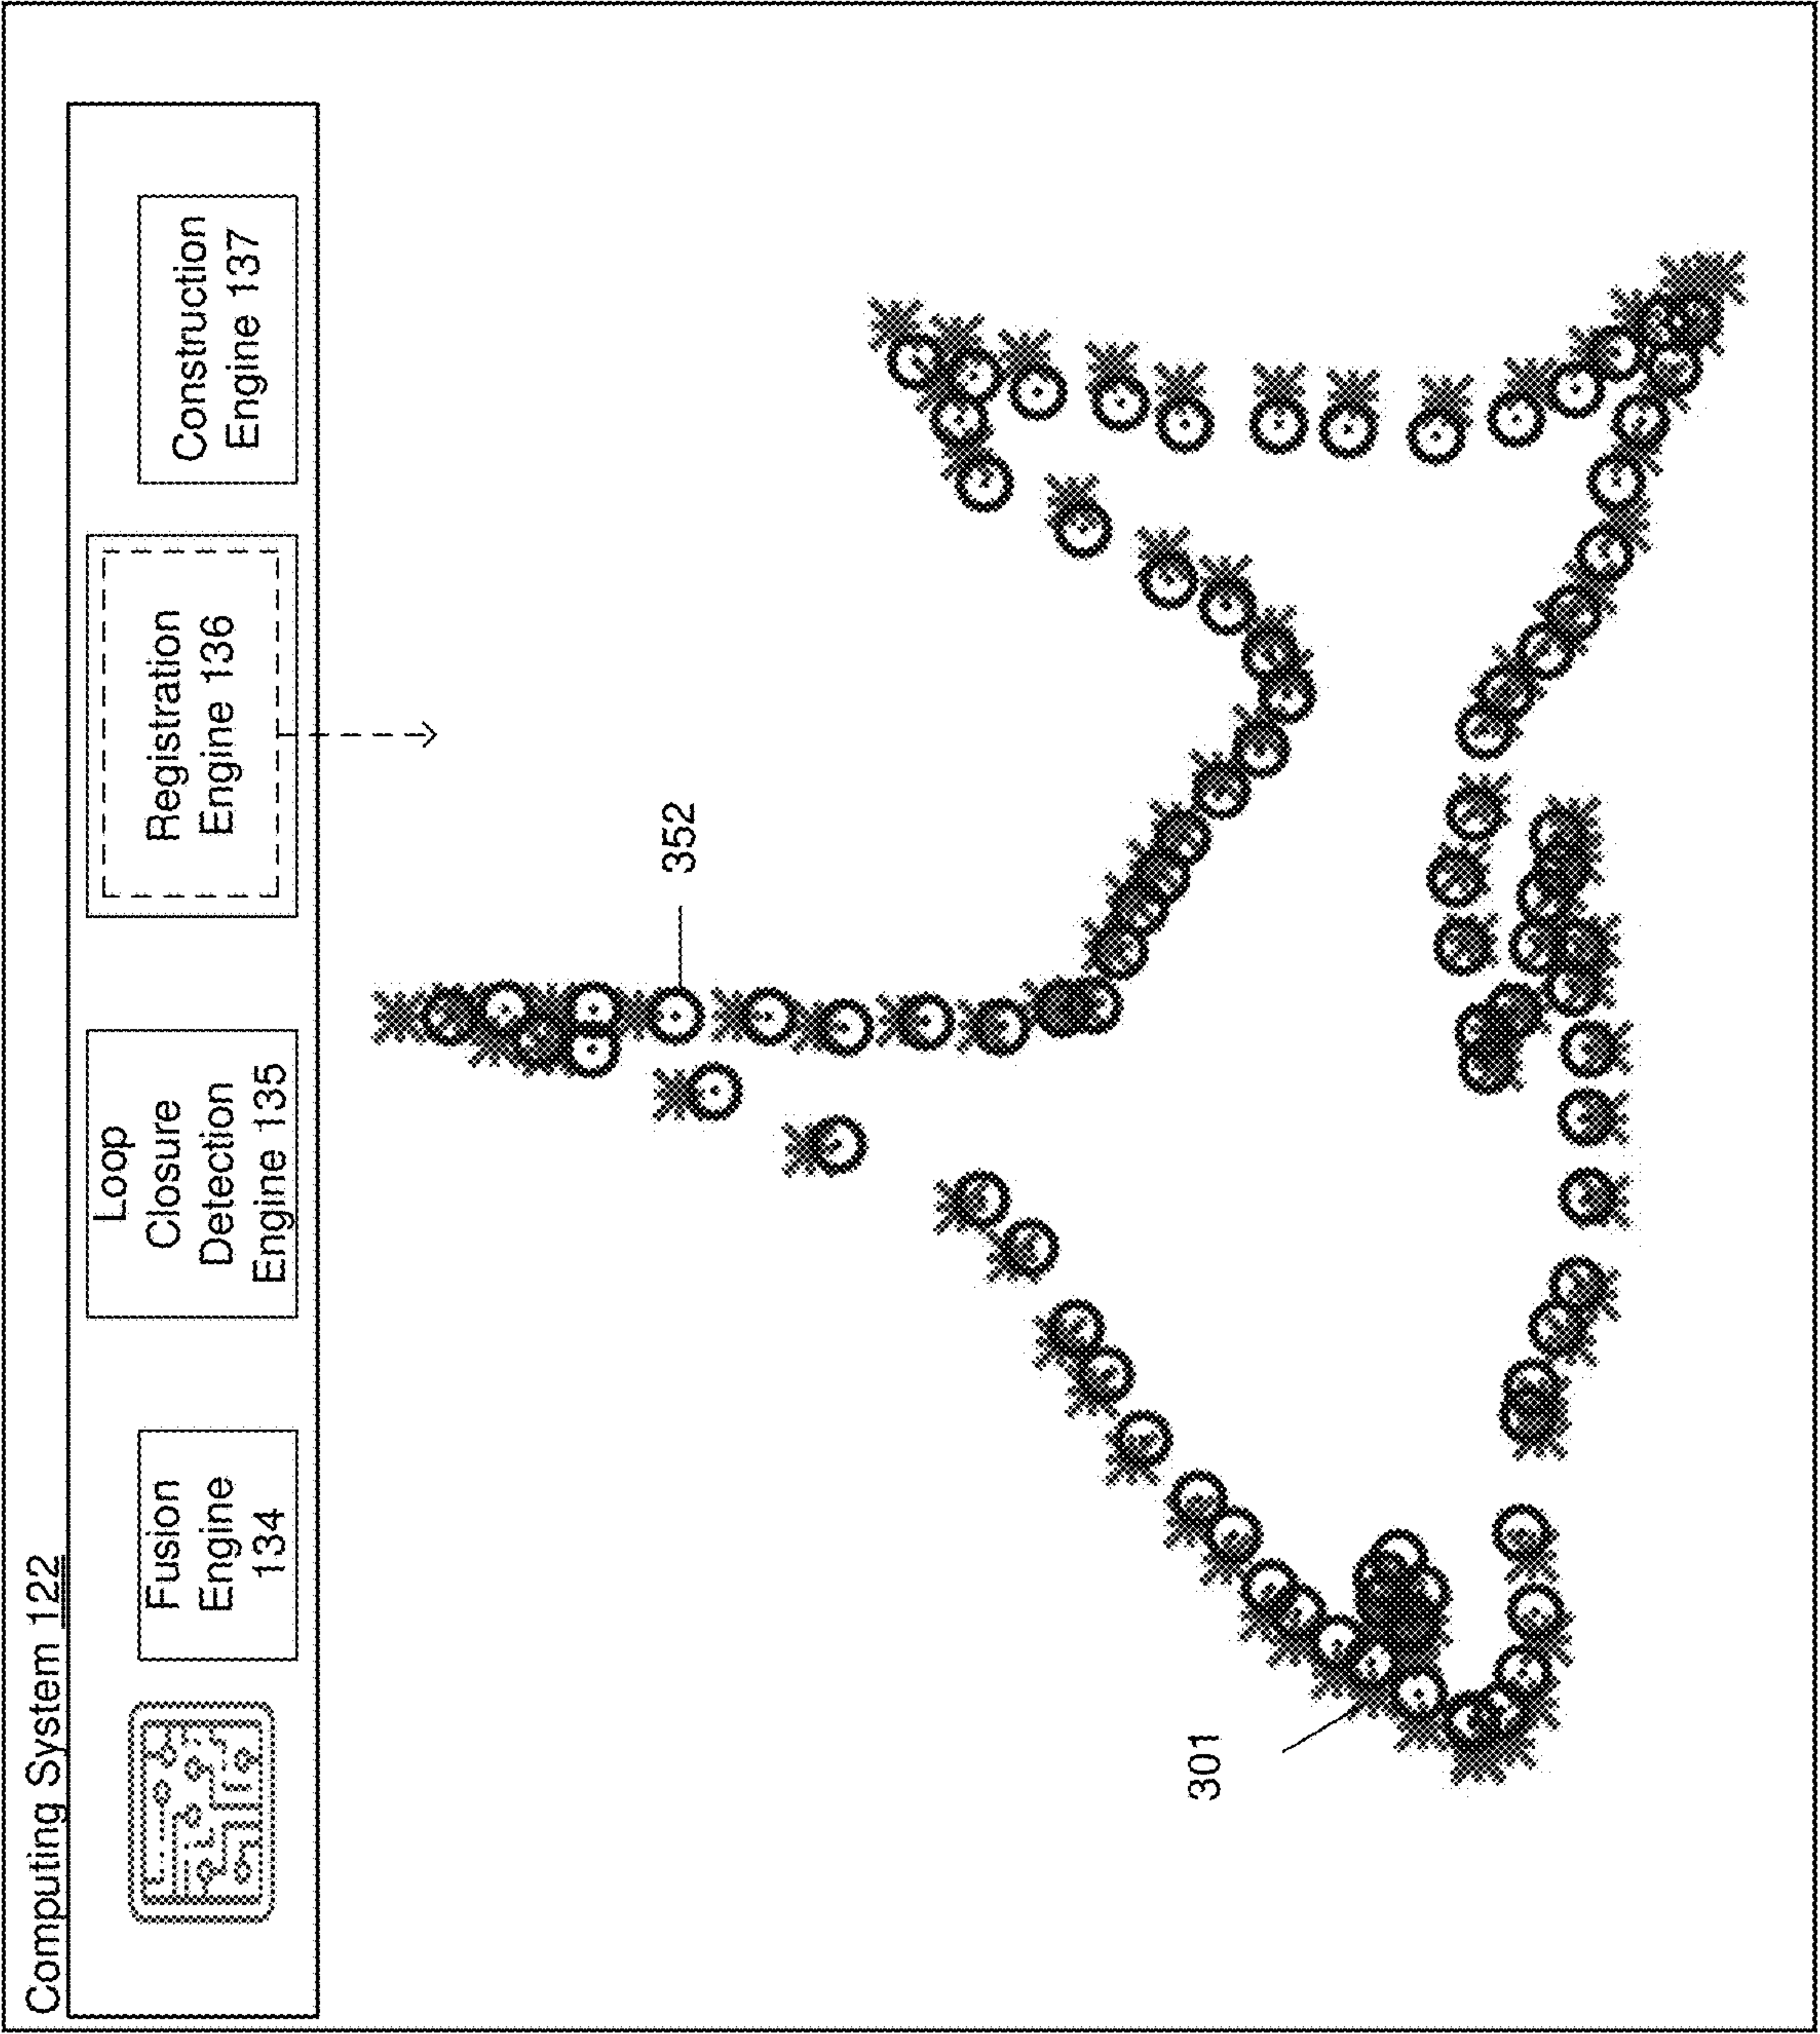 Computing System 122
Fusion
Engine
134
Loop
Closure
Detection
Engine 135
Registration
Engine 136
Construction
Engine 137
352
301